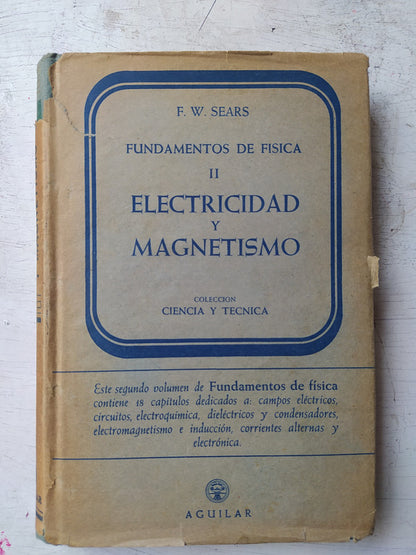 F. W. SEARS
FUNDAMENTOS DE FISICA
II
ELECTRICIDAD
Y
MAGNETISMO
COLECCION
CIENCIA Y TECNICA
Este segundo volumen de Fundamentos de física
contiene 18 capítulos dedicados a: campos eléctricos,
circuitos, electroquímica, dieléctricos y condensadores,
electromagnetismo e inducción, corrientes alternas y
electrónica.
AGUILAR